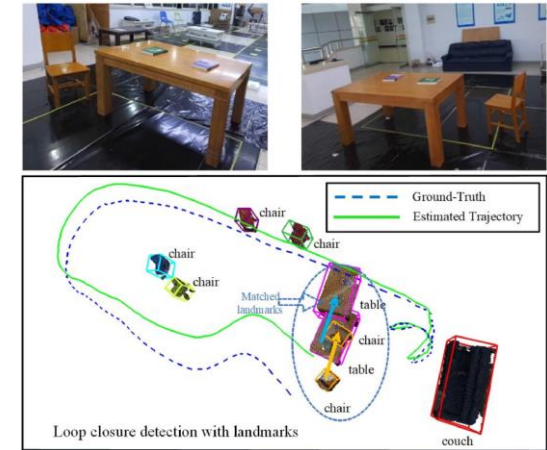 Ground-Truth
Estimated Trajectory
chair
chair
chair
chair
Matched
landmarks
table
chair
table
chair
Loop closure detection with landmarks
couch